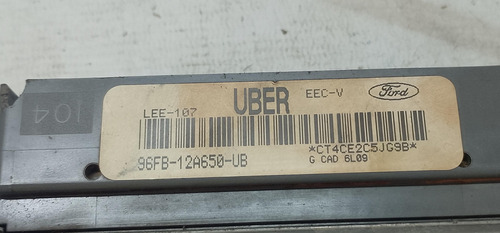 104
LEE-107 UBER EEC-V Ford
96FB-12A650-UB *CT4CE2C5JG9B*
G CAD 6L09